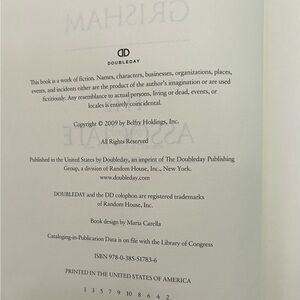 GRISHAM
DD
DOUBLEDAY
This book is a work of fiction. Names, characters, businesses, organizations, places,
events, and incidents either are the product of the author's imagination or are used
fictitiously. Any resemblance to actual persons, living or dead, events, or
locales is entirely coincidental.
Copyright © 2009 by Belfry Holdings, Inc.
ASSOCIATE
All Rights Reserved
Published in the United States by Doubleday, an imprint of The Doubleday Publishing
Group, a division of Random House, Inc., New York.
www.doubleday.com
DOUBLEDAY and the DD colophon are registered trademarks
of Random House, Inc.
Book design by Maria Carella
Cataloging-in-Publication Data is on file with the Library of Congress
ISBN 978-0-385-51783-6
PRINTED IN THE UNITED STATES OF AMERICA
1 3 5 7 9 10 8 6 4 2